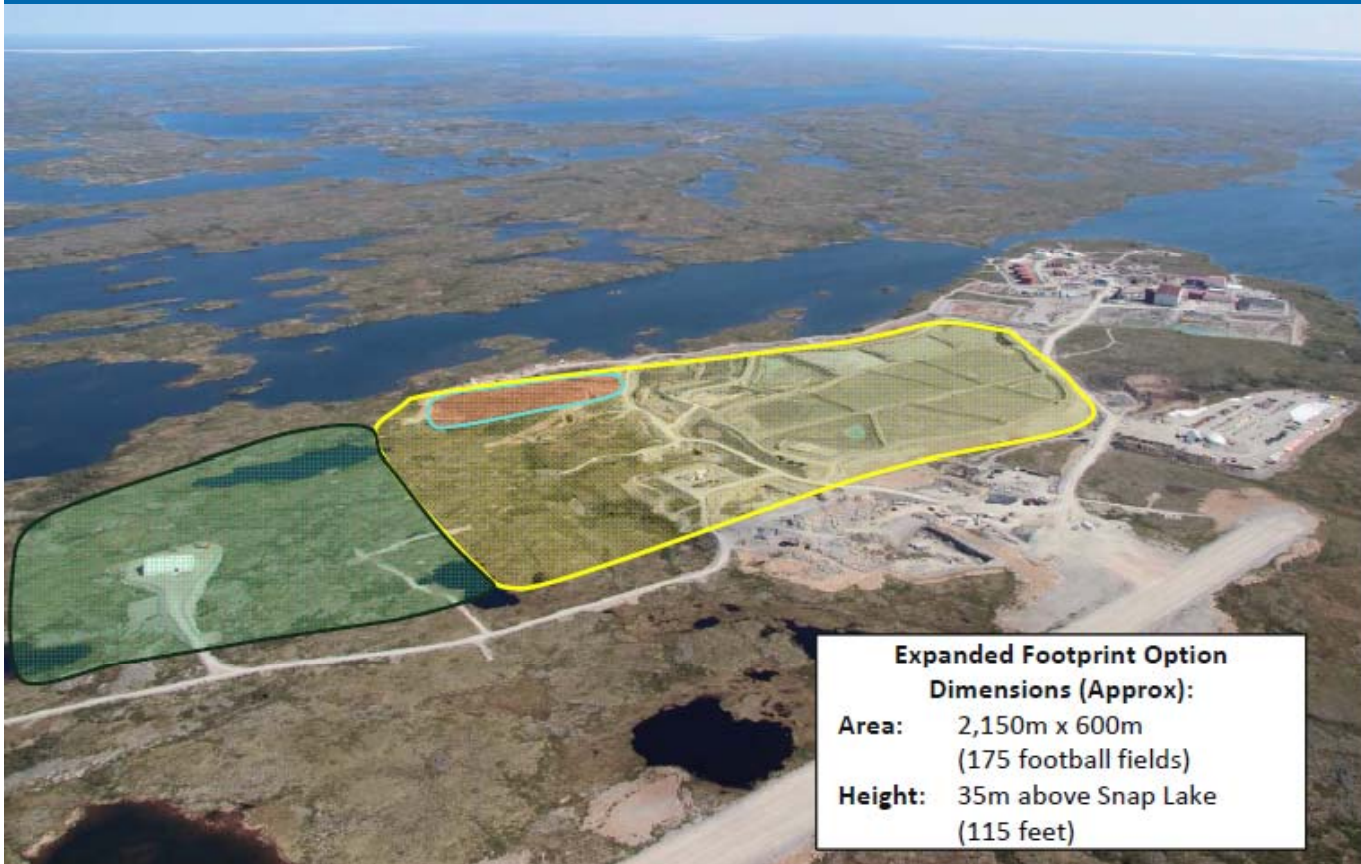 Expanded Footprint Option
Dimensions (Approx):
Area: 2,150m x 600m
(175 football fields)
Height: 35m above Snap Lake
(115 feet)